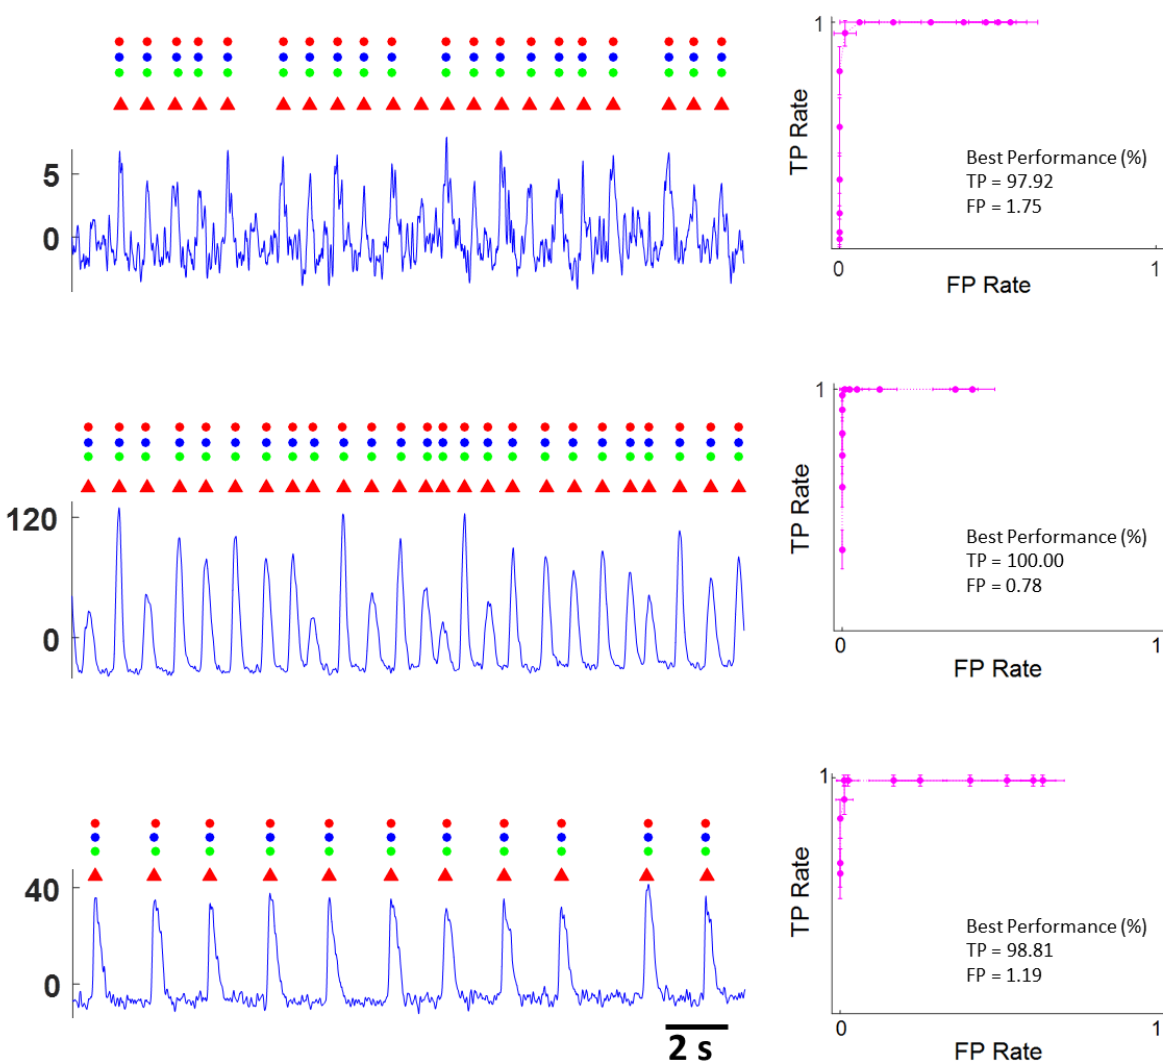 5
0
1
TP Rate
Best Performance (%)
TP = 97.92
FP = 1.75
0
1
FP Rate
120
0
1
TP Rate
Best Performance (%)
TP = 100.00
FP = 0.78
0
1
FP Rate
40
0
1
TP Rate
Best Performance (%)
TP = 98.81
FP = 1.19
0
1
FP Rate
2 s